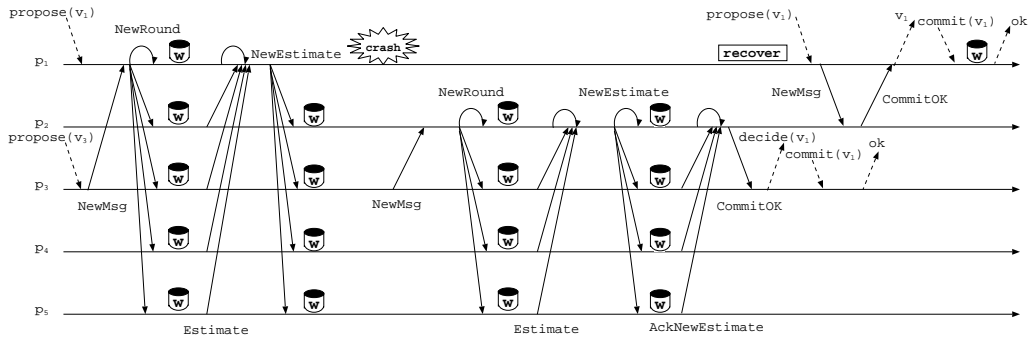 propose(v₁)
NewRound
W
NewEstimate
crash
propose(v₁)
v₁
commit(v₁)
ok
W
recover
p₁
NewMsg
CommitOK
NewRound
W
NewEstimate
W
W
W
p₂
propose(v₃)
decide(v₁)
commit(v₁)
ok
W
W
W
W
p₃
NewMsg
NewMsg
CommitOK
W
W
W
W
p₄
W
W
W
W
p₅
Estimate
Estimate
AckNewEstimate